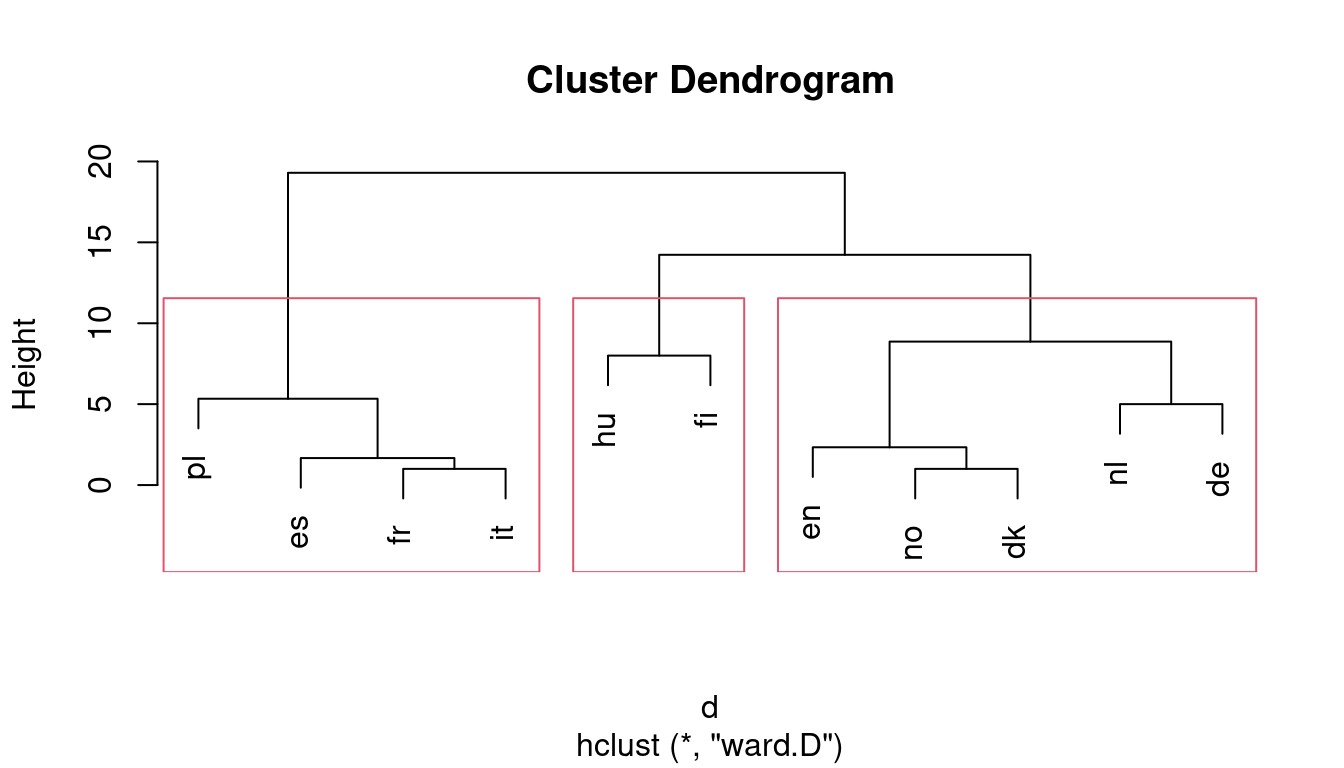 Cluster Dendrogram
Height
20
15
10
5
0
pl
es
fr
it
hu
fi
en
no
dk
nl
de
d
hclust (*, "ward.D")